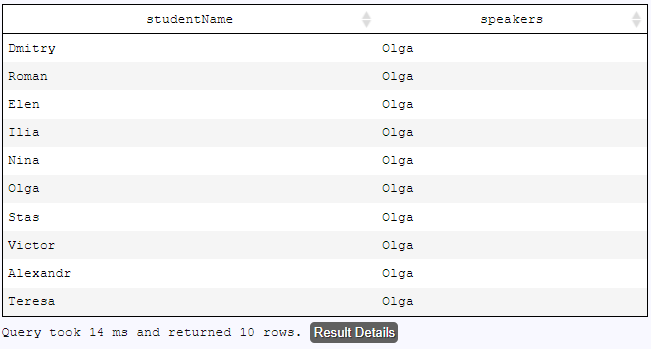 studentName speakers
Dmitry Olga
Roman Olga
Elen Olga
Ilia Olga
Nina Olga
Olga Olga
Stas Olga
Victor Olga
Alexandr Olga
Teresa Olga
Query took 14 ms and returned 10 rows. Result Details